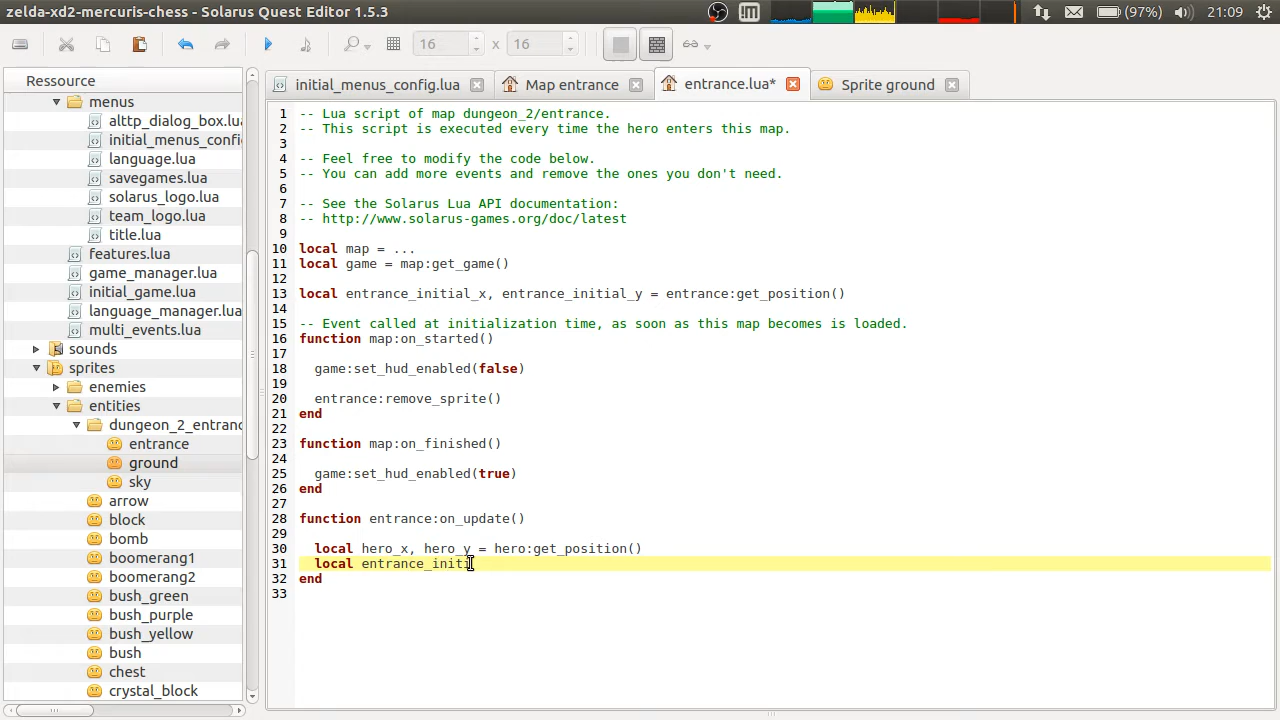 zelda-xd2-mercuris-chess - Solarus Quest Editor 1.5.3
(97%)
21:09
16 x 16
Ressource
menus
alttp_dialog_box.lua
initial_menus_confi
language.lua
savegames.lua
solarus_logo.lua
team_logo.lua
title.lua
features.lua
game_manager.lua
initial_game.lua
language_manager.lua
multi_events.lua
sounds
sprites
enemies
entities
dungeon_2_entranc
entrance
ground
sky
arrow
block
bomb
boomerang1
boomerang2
bush_green
bush_purple
bush_yellow
bush
chest
crystal_block
initial_menus_config.lua
Map entrance
entrance.lua*
Sprite ground
1 -- Lua script of map dungeon_2/entrance.
2 -- This script is executed every time the hero enters this map.
3
4 -- Feel free to modify the code below.
5 -- You can add more events and remove the ones you don't need.
6
7 -- See the Solarus Lua API documentation:
8 -- http://www.solarus-games.org/doc/latest
9
10 local map = ...
11 local game = map:get_game()
12
13 local entrance_initial_x, entrance_initial_y = entrance:get_position()
14
15 -- Event called at initialization time, as soon as this map becomes is loaded.
16 function map:on_started()
17
18 game:set_hud_enabled(false)
19
20 entrance:remove_sprite()
21 end
22
23 function map:on_finished()
24
25 game:set_hud_enabled(true)
26 end
27
28 function entrance:on_update()
29
30 local hero_x, hero_y = hero:get_position()
31 local entrance_initi
32 end
33